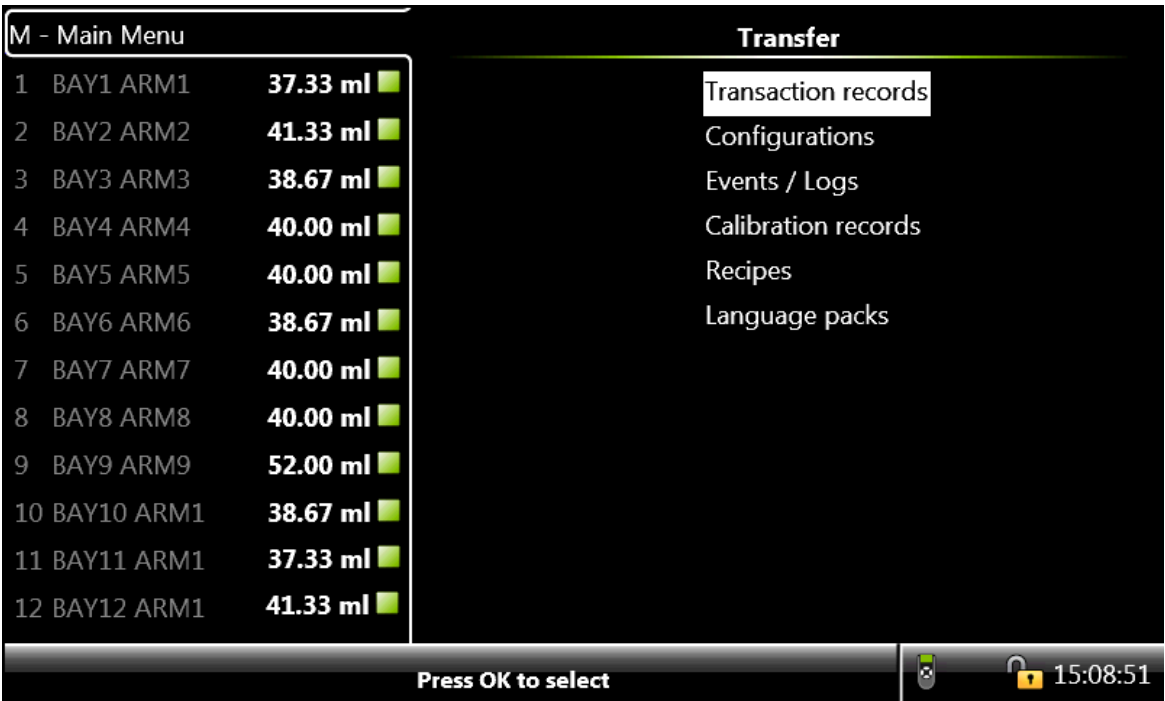 M - Main Menu
1 BAY1 ARM1 37.33 ml
2 BAY2 ARM2 41.33 ml
3 BAY3 ARM3 38.67 ml
4 BAY4 ARM4 40.00 ml
5 BAY5 ARM5 40.00 ml
6 BAY6 ARM6 38.67 ml
7 BAY7 ARM7 40.00 ml
8 BAY8 ARM8 40.00 ml
9 BAY9 ARM9 52.00 ml
10 BAY10 ARM1 38.67 ml
11 BAY11 ARM1 37.33 ml
12 BAY12 ARM1 41.33 ml
Transfer
Transaction records
Configurations
Events / Logs
Calibration records
Recipes
Language packs
Press OK to select
15:08:51